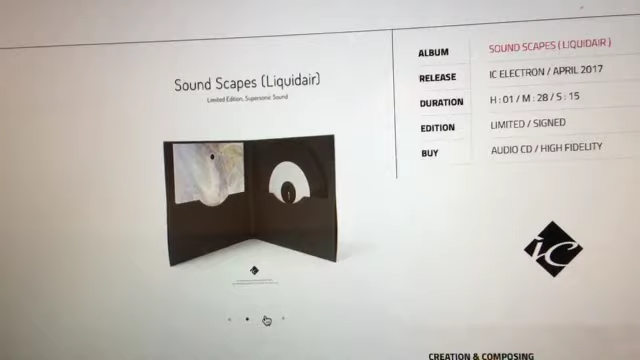 Sound Scapes (Liquidair)
Limited Edition, Supersonic Sound
ALBUM SOUND SCAPES ( LIQUIDAIR )
RELEASE IC ELECTRON / APRIL 2017
DURATION H : 01 / M : 28 / S : 15
EDITION LIMITED / SIGNED
BUY AUDIO CD / HIGH FIDELITY
iC
CREATION & COMPOSING